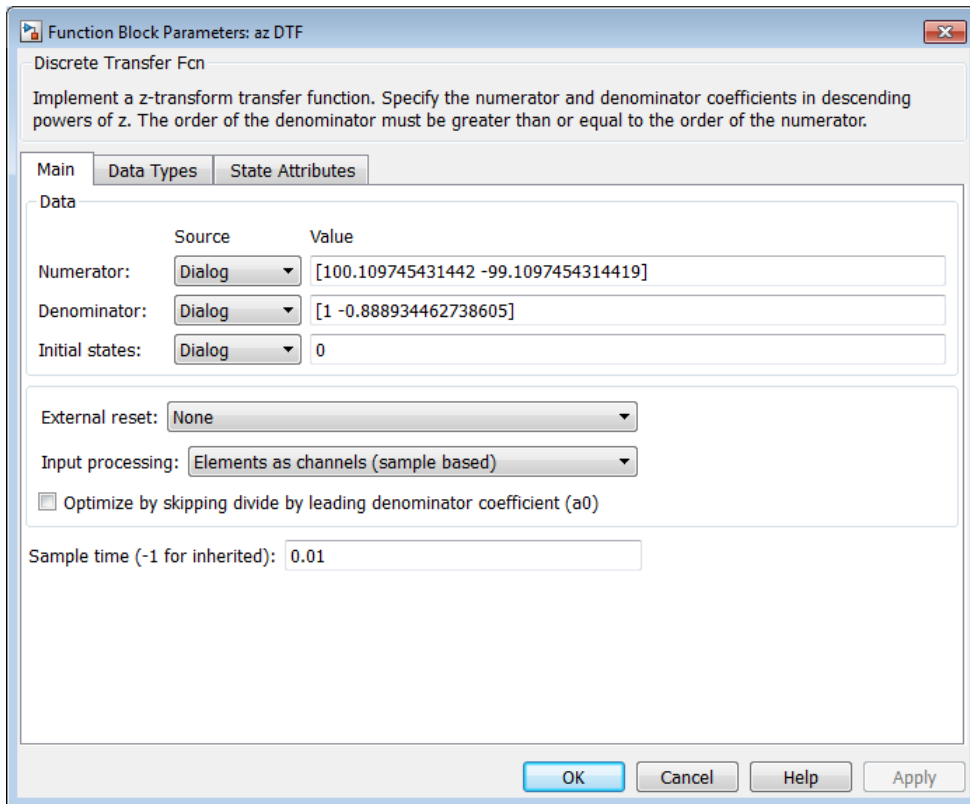 Function Block Parameters: az DTF
Discrete Transfer Fcn
Implement a z-transform transfer function. Specify the numerator and denominator coefficients in descending
powers of z. The order of the denominator must be greater than or equal to the order of the numerator.
Main Data Types State Attributes
Data
Source Value
Numerator: Dialog [100.109745431442 -99.1097454314419]
Denominator: Dialog [1 -0.888934462738605]
Initial states: Dialog 0
External reset: None
Input processing: Elements as channels (sample based)
Optimize by skipping divide by leading denominator coefficient (a0)
Sample time (-1 for inherited): 0.01
OK Cancel Help Apply